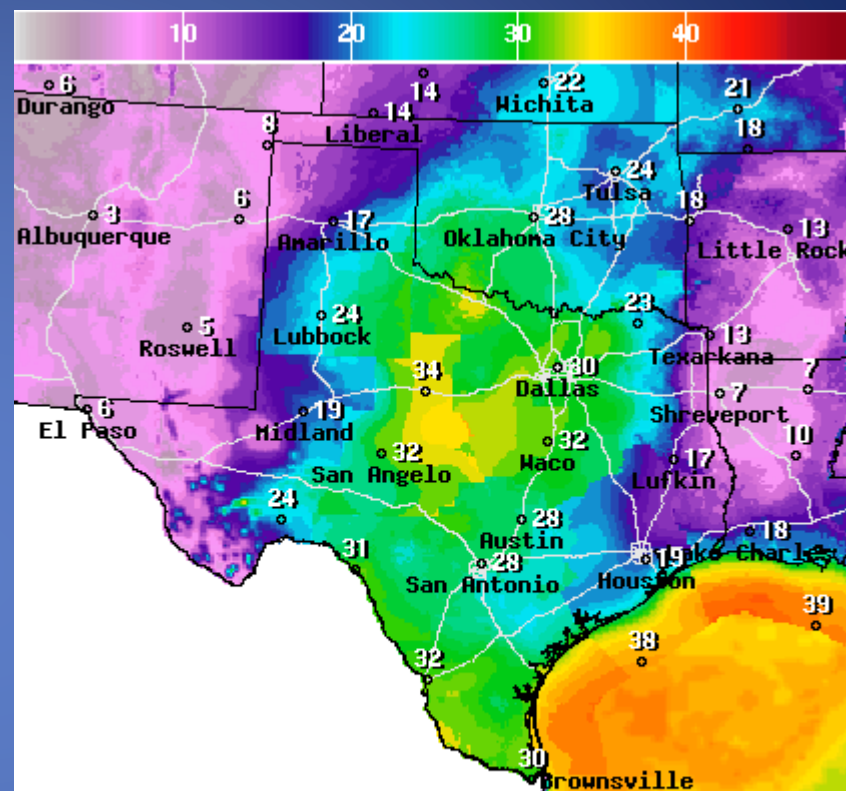 10 20 30 40
6 14 22 21
Durango 14 Wichita
Liberal 18
8 24
Tulsa
3 6 17 28 18 13
Albuquerque Amarillo Oklahoma City Little Rock
5 24 23
Roswell Lubbock 13
Texarkana
34 30
Dallas 7 7
6 19 Shreveport
El Paso Midland
32 32 17 10
San Angelo Waco Lufkin
24 28 18
Austin Lake Charles
31 28 19
San Antonio Houston
39
38
32
30
Brownsville